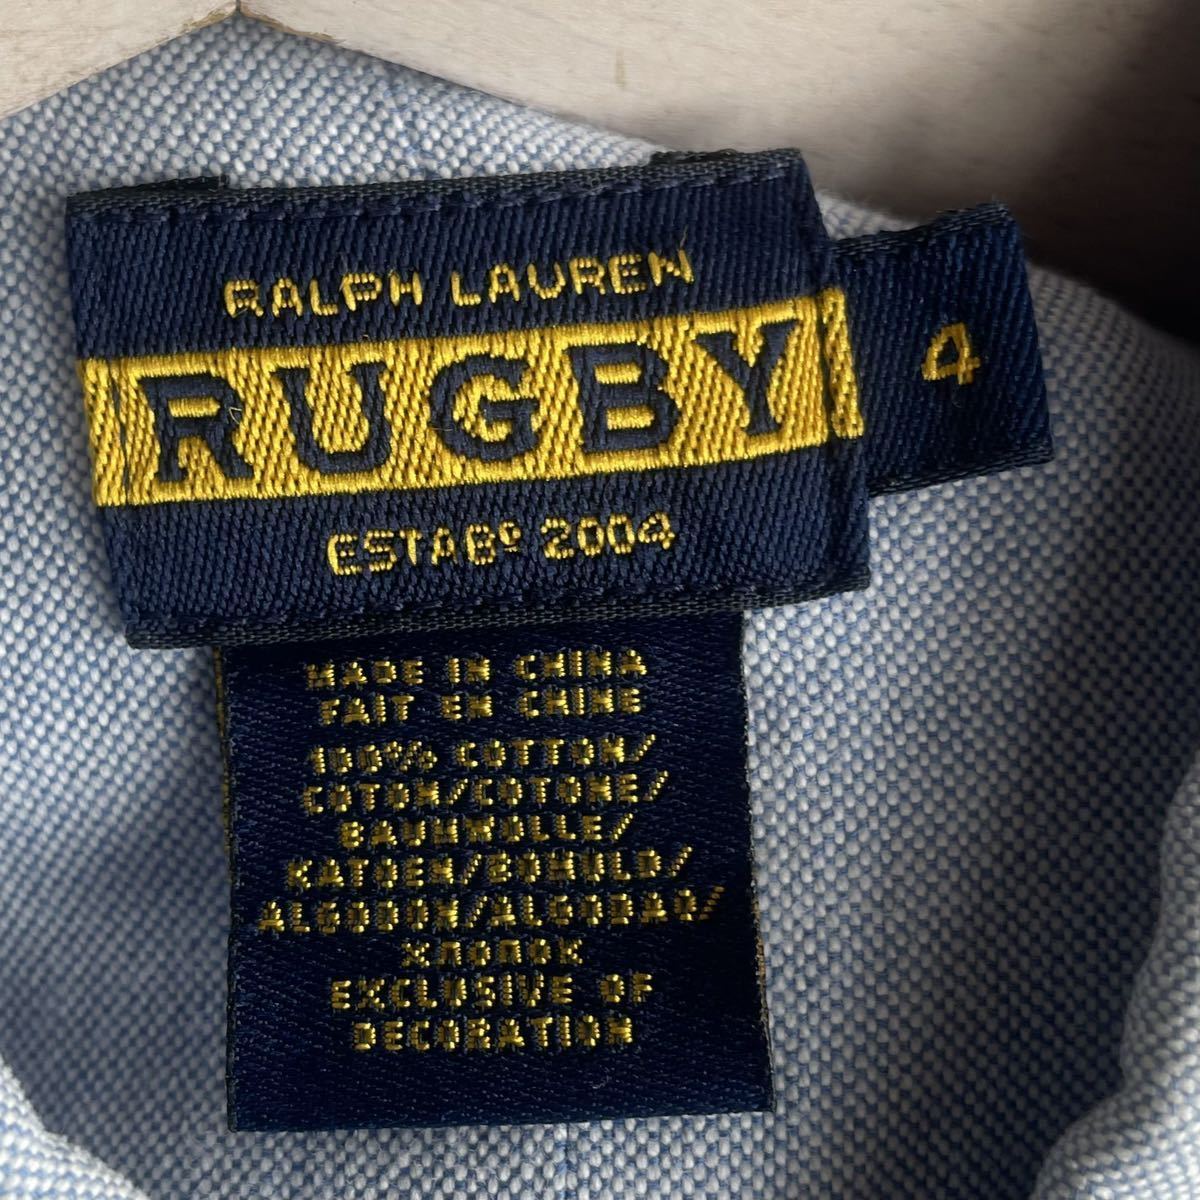 RALPH LAUREN
RUGBY
ESTABº 2004
4
MADE IN CHINA
FAIT EN CHINE
100% COTTON/
COTON/COTONE/
BAUMWOLLE/
KATOEN/BOMULD/
ALGODON/ALGODAO/
ХЛОПОК
EXCLUSIVE OF
DECORATION